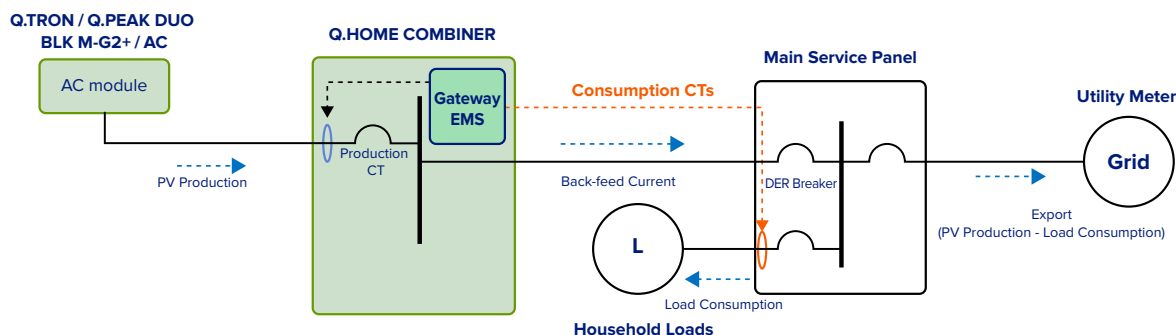 Q.TRON / Q.PEAK DUO
BLK M-G2+ / AC
AC module
Q.HOME COMBINER
Gateway
EMS
Production
CT
PV Production
Consumption CTs
Back-feed Current
Main Service Panel
DER Breaker
Utility Meter
Grid
Export
(PV Production - Load Consumption)
L
Load Consumption
Household Loads